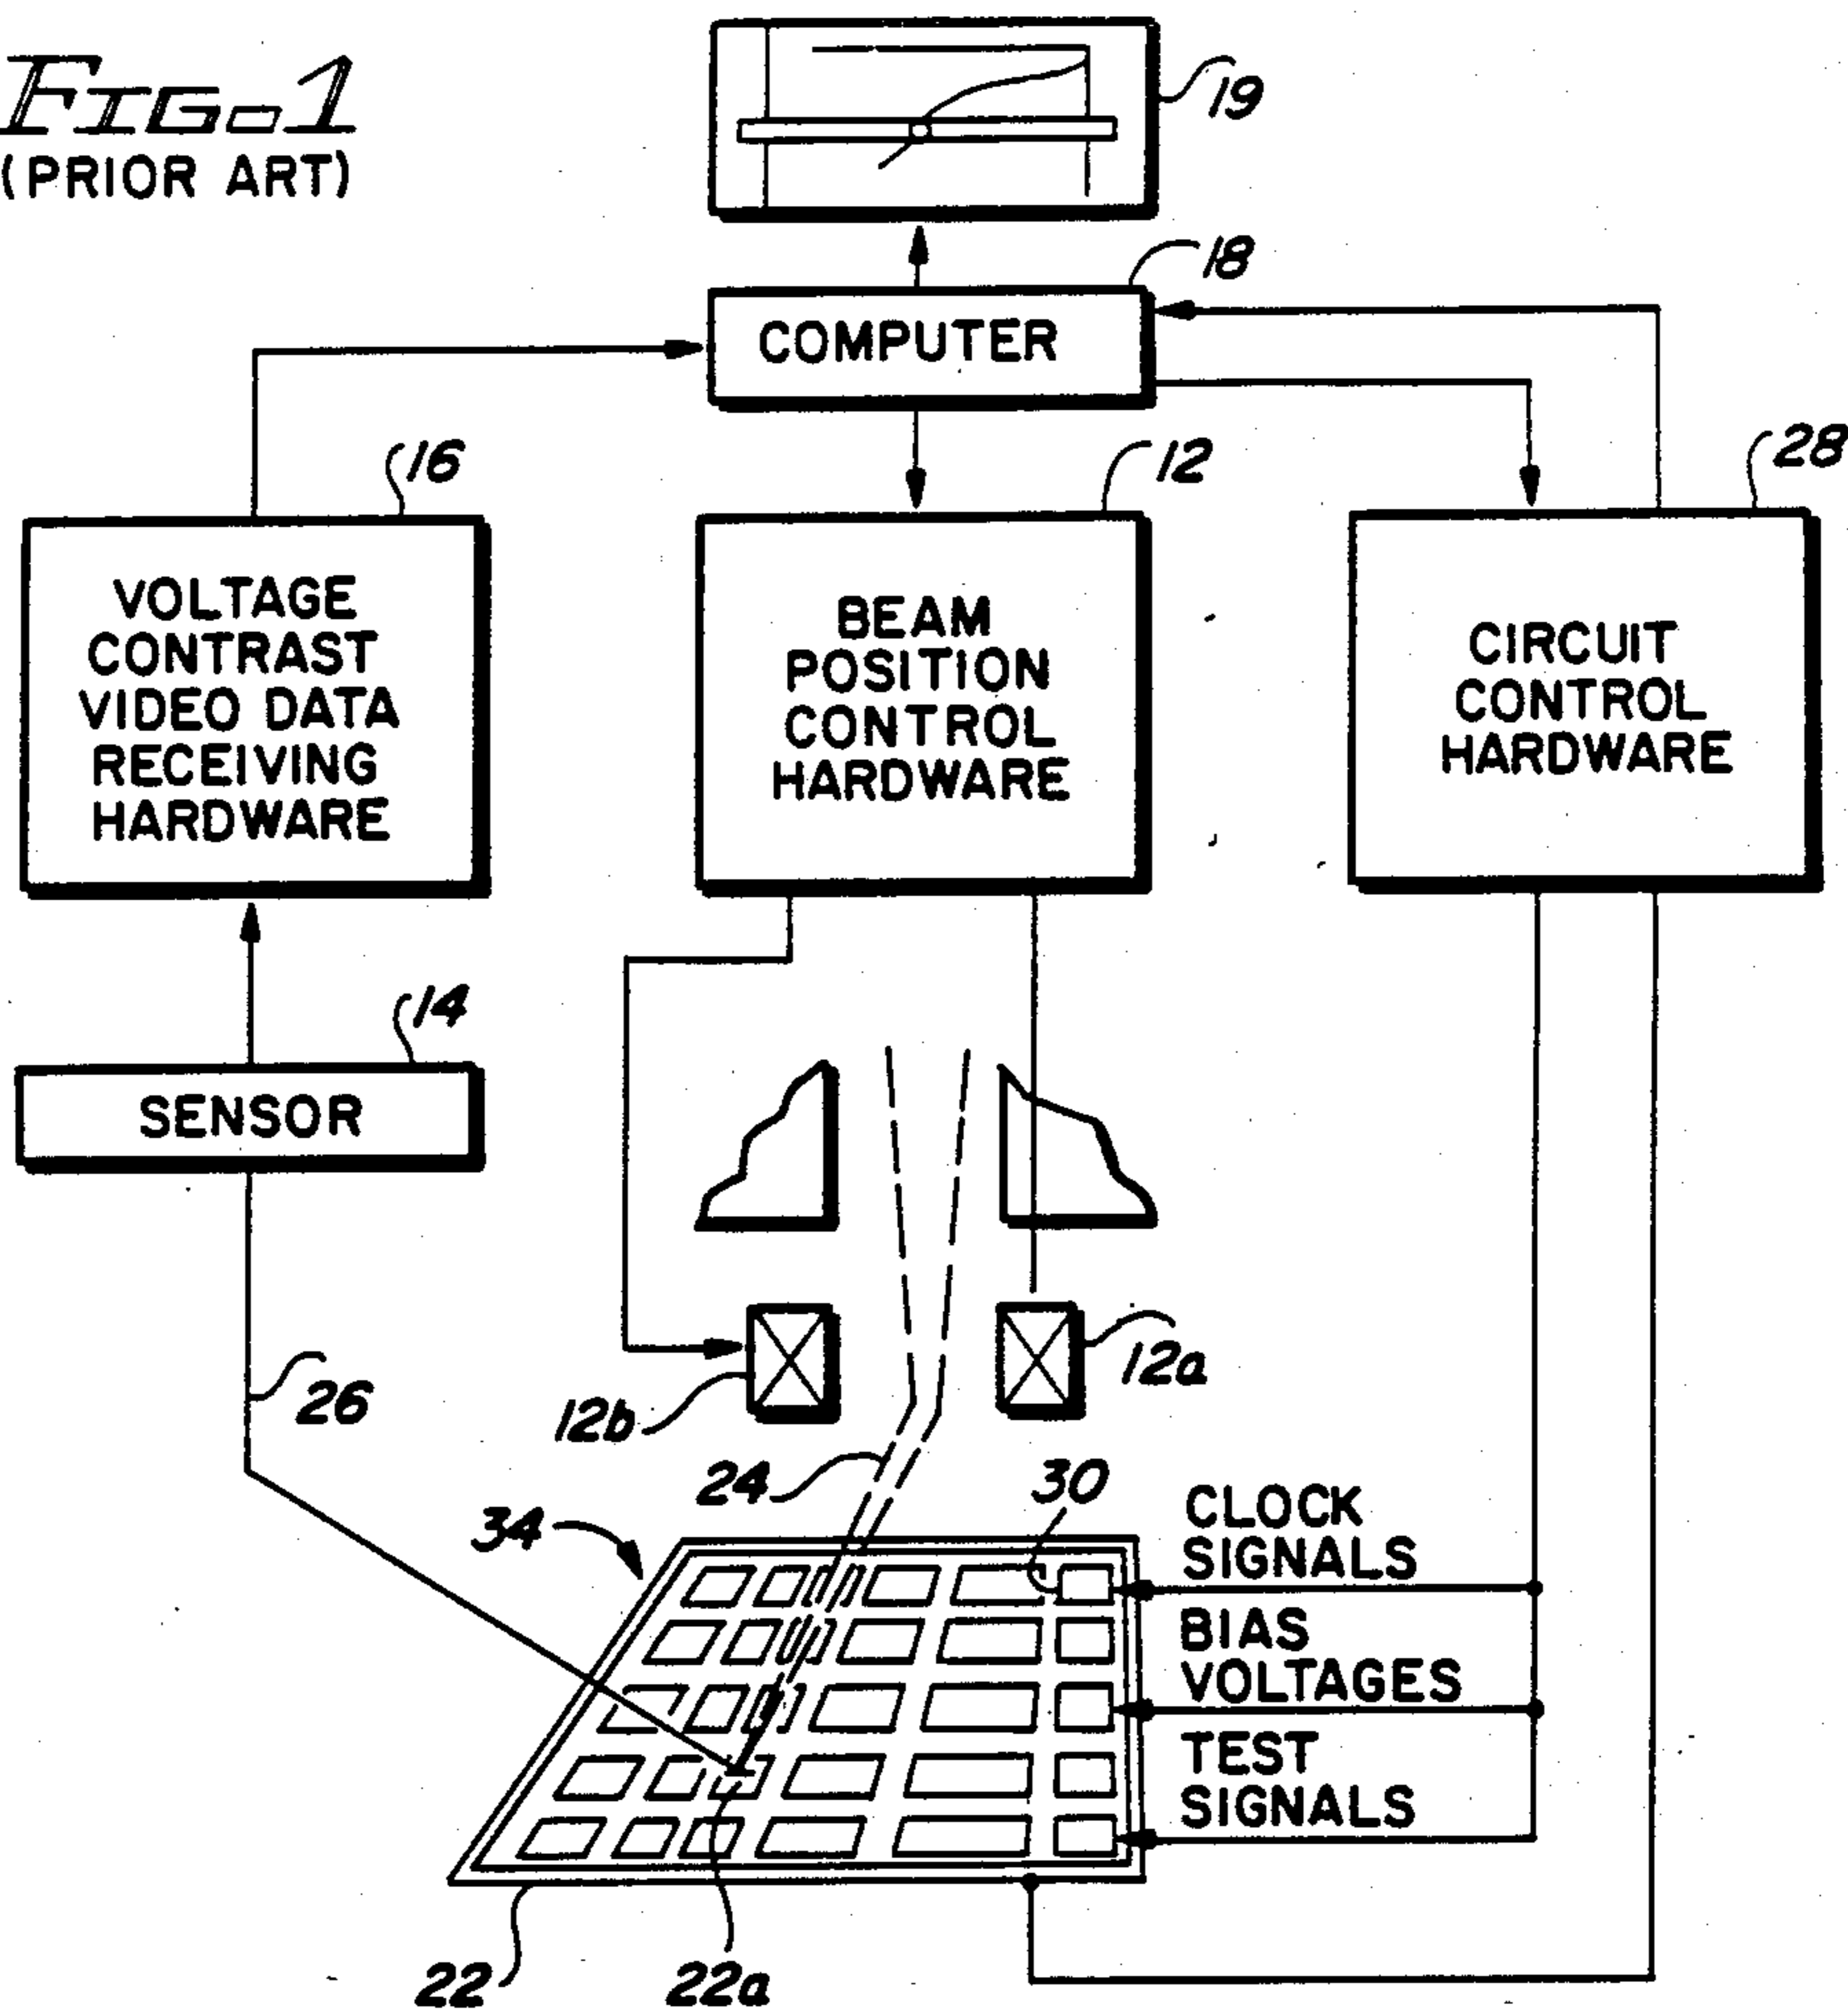 FIG. 1
(PRIOR ART)
19
18
COMPUTER
16
12
28
VOLTAGE
CONTRAST
VIDEO DATA
RECEIVING
HARDWARE
BEAM
POSITION
CONTROL
HARDWARE
CIRCUIT
CONTROL
HARDWARE
14
SENSOR
26
12b
12a
24
30
34
CLOCK
SIGNALS
BIAS
VOLTAGES
TEST
SIGNALS
22
22a